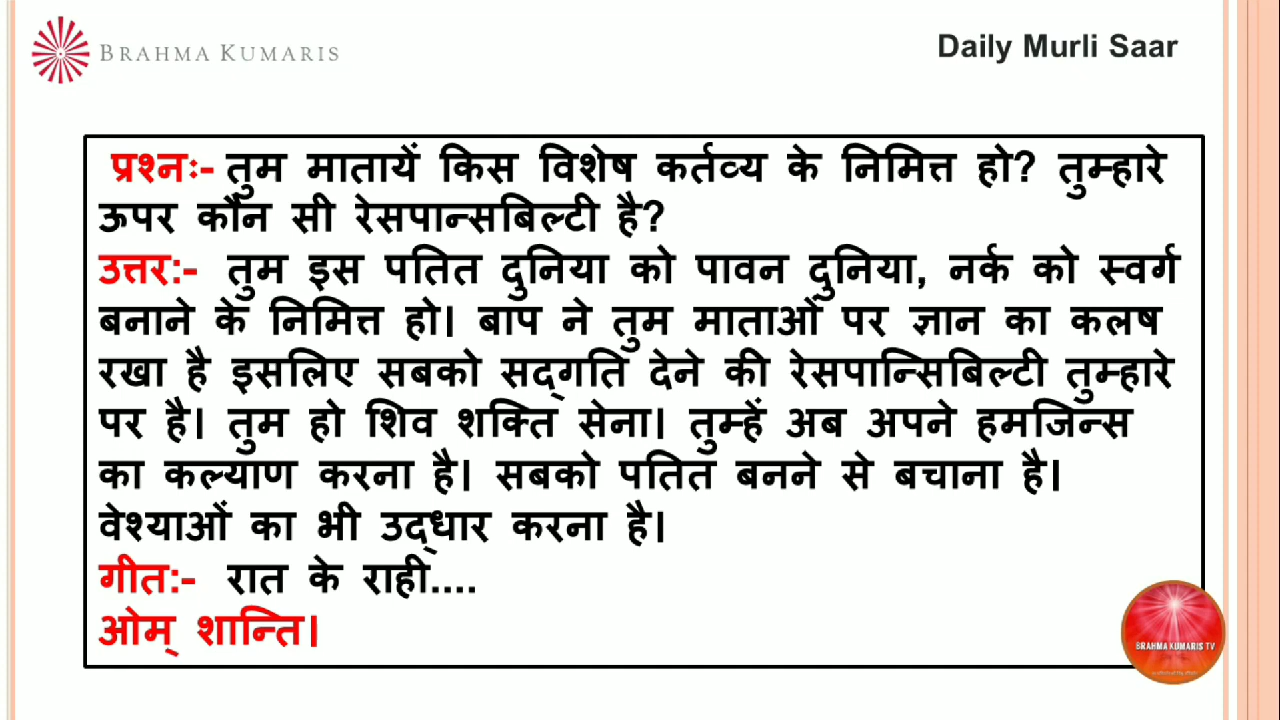 BRAHMA KUMARIS
Daily Murli Saar
प्रश्नः- तुम मातायें किस विशेष कर्तव्य के निमित्त हो? तुम्हारे
ऊपर कौन सी रेसपान्सबिल्टी है?
उत्तर:- तुम इस पतित दुनिया को पावन दुनिया, नर्क को स्वर्ग
बनाने के निमित्त हो। बाप ने तुम माताओं पर ज्ञान का कलष
रखा है इसलिए सबको सद्गति देने की रेसपान्सिबिल्टी तुम्हारे
पर है। तुम हो शिव शक्ति सेना। तुम्हें अब अपने हमजिन्स
का कल्याण करना है। सबको पतित बनने से बचाना है।
वेश्याओं का भी उद्धार करना है।
गीत:- रात के राही....
ओम् शान्ति।
BRAHMA KUMARIS TV